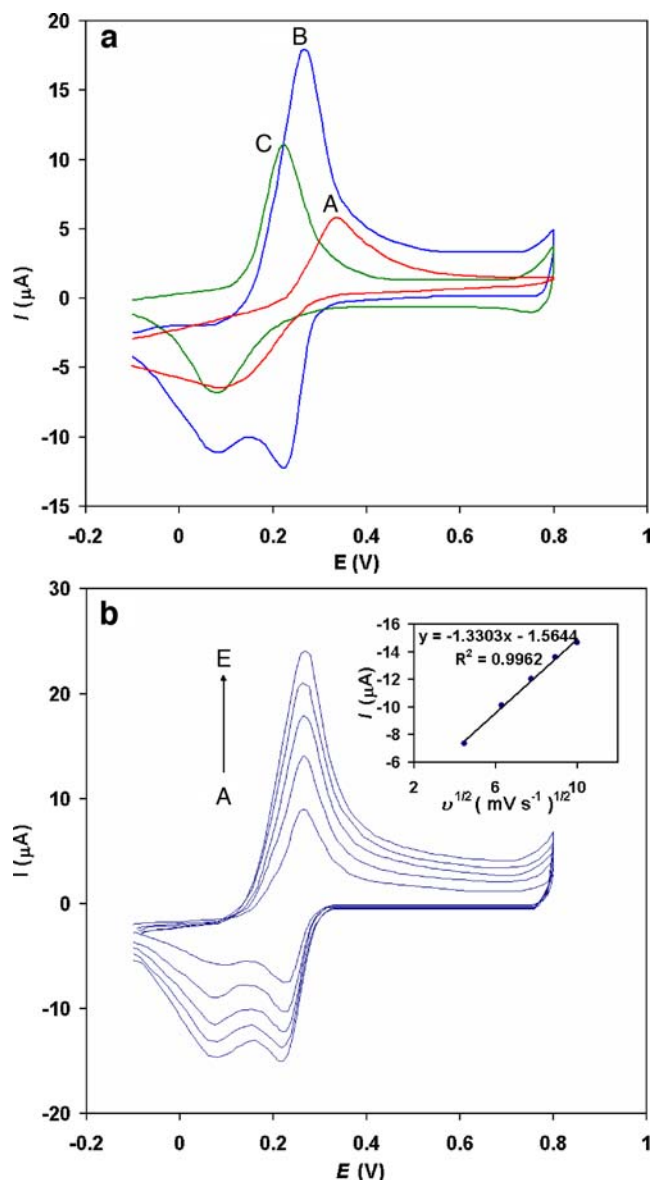 a
20
15
10
5
0
-5
-10
-15
I (μA)
B
C
A
-0.2 0 0.2 0.4 0.6 0.8 1
E (V)
b
30
20
10
0
-10
-20
I (μA)
E
A
y = -1.3303x - 1.5644
R² = 0.9962
-16
-14
-12
-10
-8
-6
I (μA)
2 6 10
υ^1/2 ( mV s⁻¹ )^1/2
-0.2 0 0.2 0.4 0.6 0.8 1
E (V)